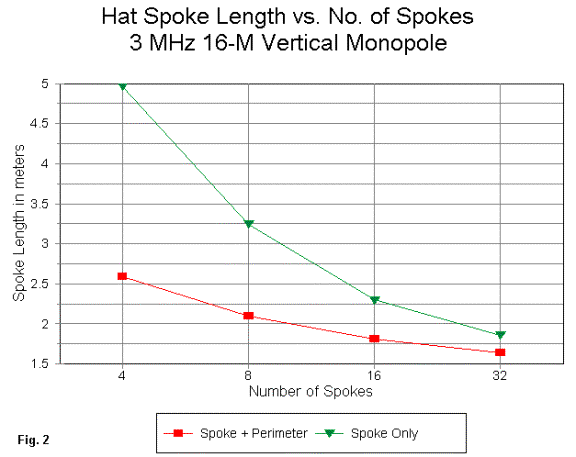 Hat Spoke Length vs. No. of Spokes
3 MHz 16-M Vertical Monopole
Spoke Length in meters
5
4.5
4
3.5
3
2.5
2
1.5
4 8 16 32
Number of Spokes
Spoke + Perimeter Spoke Only
Fig. 2